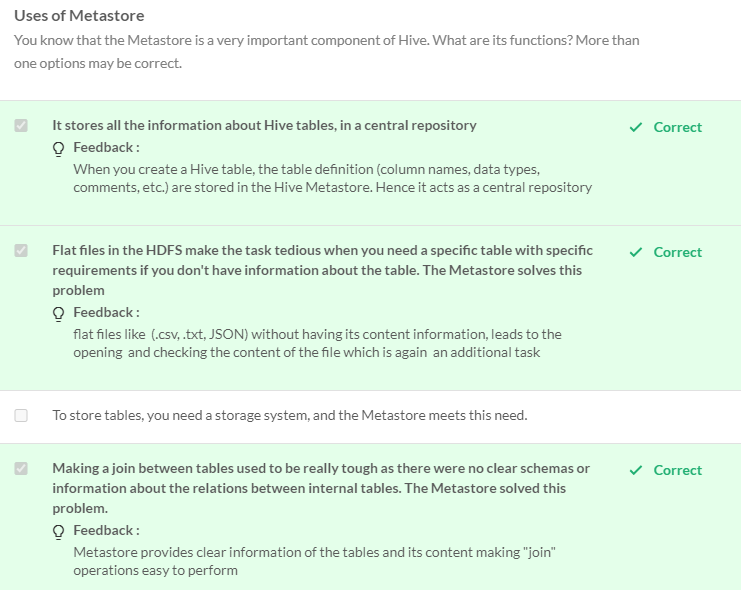 Uses of Metastore
You know that the Metastore is a very important component of Hive. What are its functions? More than
one options may be correct.
It stores all the information about Hive tables, in a central repository
Correct
Feedback :
When you create a Hive table, the table definition (column names, data types,
comments, etc.) are stored in the Hive Metastore. Hence it acts as a central repository
Flat files in the HDFS make the task tedious when you need a specific table with specific
Correct
requirements if you don't have information about the table. The Metastore solves this
problem
Feedback :
flat files like (.csv, .txt, JSON) without having its content information, leads to the
opening and checking the content of the file which is again an additional task
To store tables, you need a storage system, and the Metastore meets this need.
Making a join between tables used to be really tough as there were no clear schemas or
Correct
information about the relations between internal tables. The Metastore solved this
problem.
Feedback :
Metastore provides clear information of the tables and its content making "join"
operations easy to perform